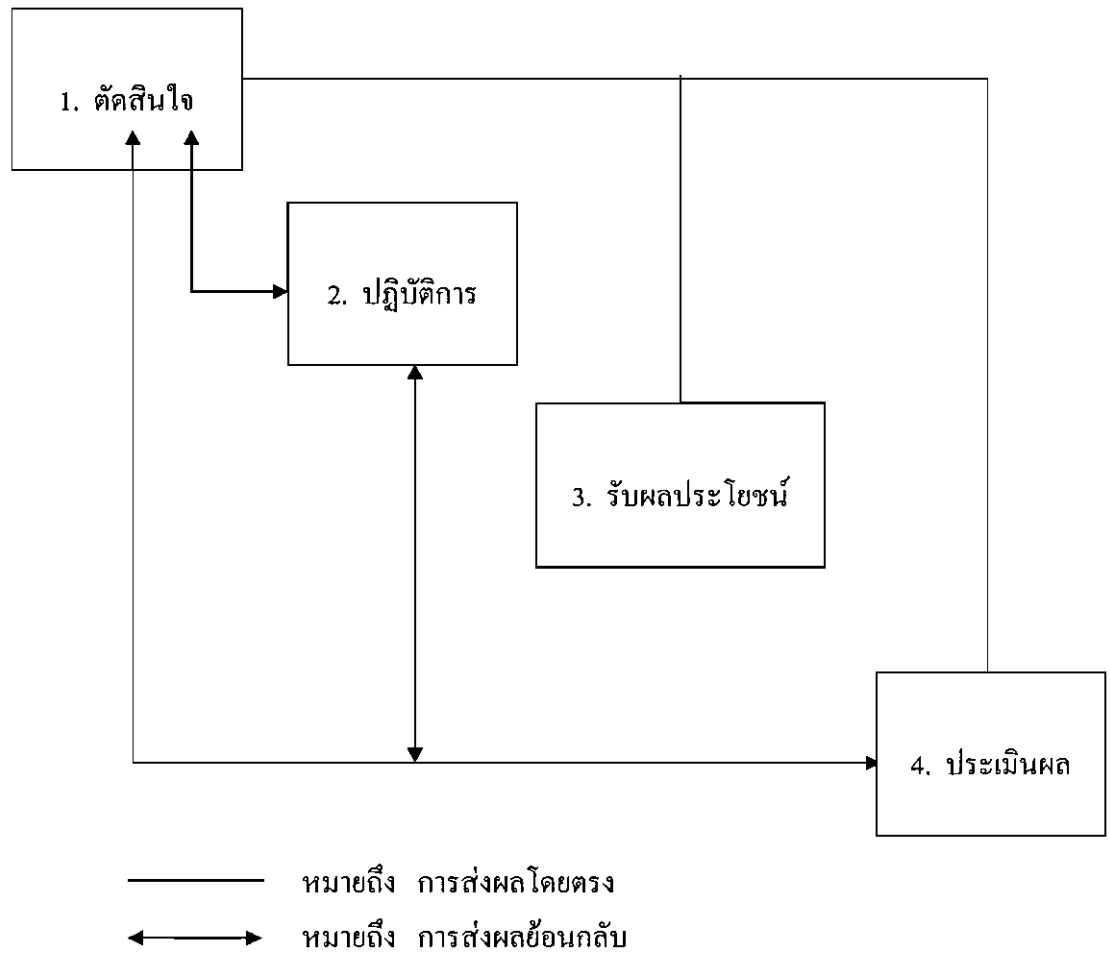 1. ตัดสินใจ
2. ปฏิบัติการ
3. รับผลประโยชน์
4. ประเมินผล
หมายถึง การส่งผลโดยตรง
หมายถึง การส่งผลย้อนกลับ